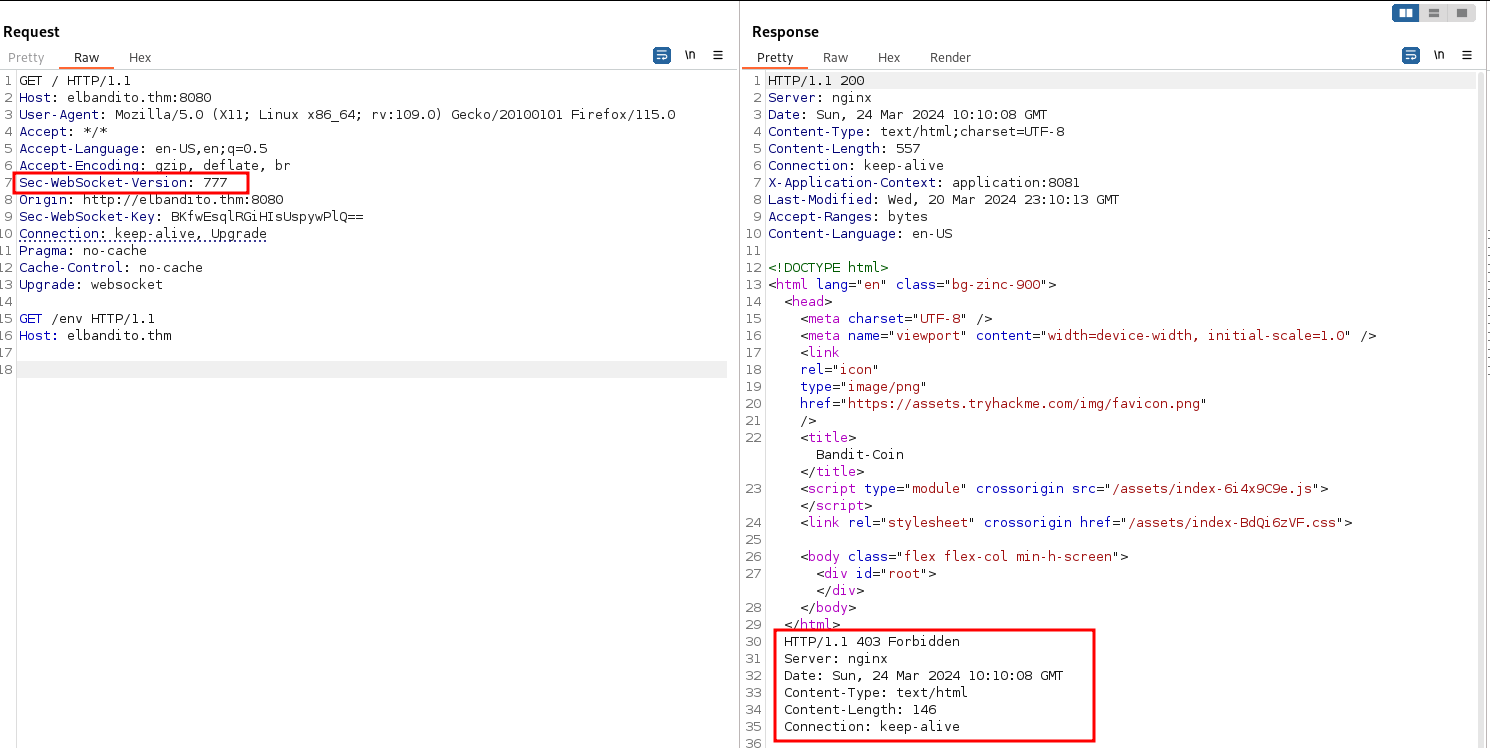 Request
Pretty Raw Hex \n ≡
1 GET / HTTP/1.1
2 Host: elbandito.thm:8080
3 User-Agent: Mozilla/5.0 (X11; Linux x86_64; rv:109.0) Gecko/20100101 Firefox/115.0
4 Accept: */*
5 Accept-Language: en-US,en;q=0.5
6 Accept-Encoding: gzip, deflate, br
7 Sec-WebSocket-Version: 777
8 Origin: http://elbandito.thm:8080
9 Sec-WebSocket-Key: BKfwEsqlRGiHIsUspywPlQ==
10 Connection: keep-alive, Upgrade
11 Pragma: no-cache
12 Cache-Control: no-cache
13 Upgrade: websocket
14
15 GET /env HTTP/1.1
16 Host: elbandito.thm
17
18
Response
Pretty Raw Hex Render \n ≡
1 HTTP/1.1 200
2 Server: nginx
3 Date: Sun, 24 Mar 2024 10:10:08 GMT
4 Content-Type: text/html;charset=UTF-8
5 Content-Length: 557
6 Connection: keep-alive
7 X-Application-Context: application:8081
8 Last-Modified: Wed, 20 Mar 2024 23:10:13 GMT
9 Accept-Ranges: bytes
10 Content-Language: en-US
11
12 <!DOCTYPE html>
13 <html lang="en" class="bg-zinc-900">
14 <head>
15 <meta charset="UTF-8" />
16 <meta name="viewport" content="width=device-width, initial-scale=1.0" />
17 <link
18 rel="icon"
19 type="image/png"
20 href="https://assets.tryhackme.com/img/favicon.png"
21 />
22 <title>
Bandit-Coin
</title>
23 <script type="module" crossorigin src="/assets/index-6i4x9C9e.js">
</script>
24 <link rel="stylesheet" crossorigin href="/assets/index-BdQi6zVF.css">
25
26 <body class="flex flex-col min-h-screen">
27 <div id="root">
</div>
28 </body>
29 </html>
30 HTTP/1.1 403 Forbidden
31 Server: nginx
32 Date: Sun, 24 Mar 2024 10:10:08 GMT
33 Content-Type: text/html
34 Content-Length: 146
35 Connection: keep-alive
36